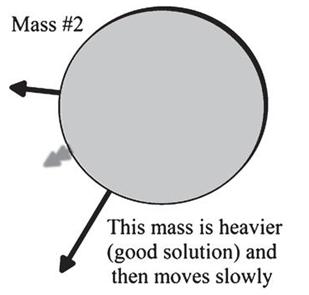 Mass #2
This mass is heavier
(good solution) and
then moves slowly